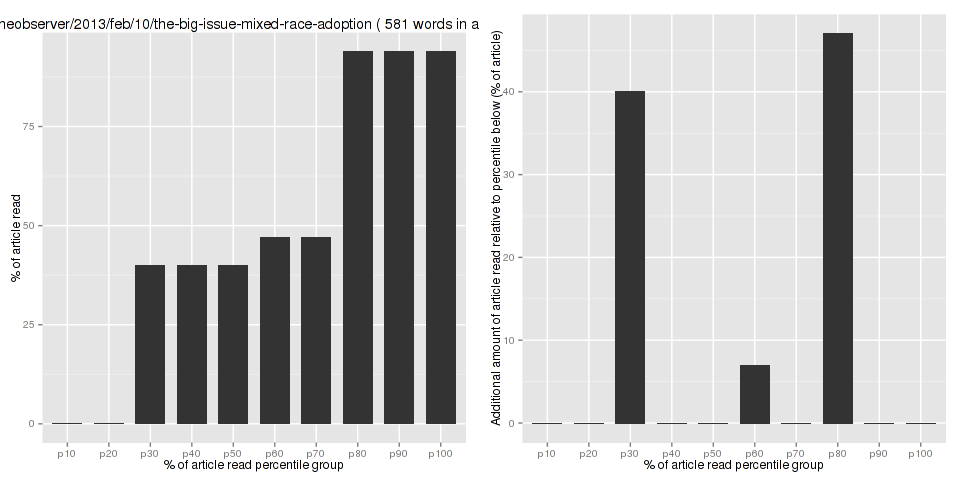 neobserver/2013/feb/10/the-big-issue-mixed-race-adoption ( 581 words in a
% of article read
75
50
25
0
p10 p20 p30 p40 p50 p60 p70 p80 p90 p100
% of article read percentile group
Additional amount of article read relative to percentile below (% of article)
40
30
20
10
0
p10 p20 p30 p40 p50 p60 p70 p80 p90 p100
% of article read percentile group